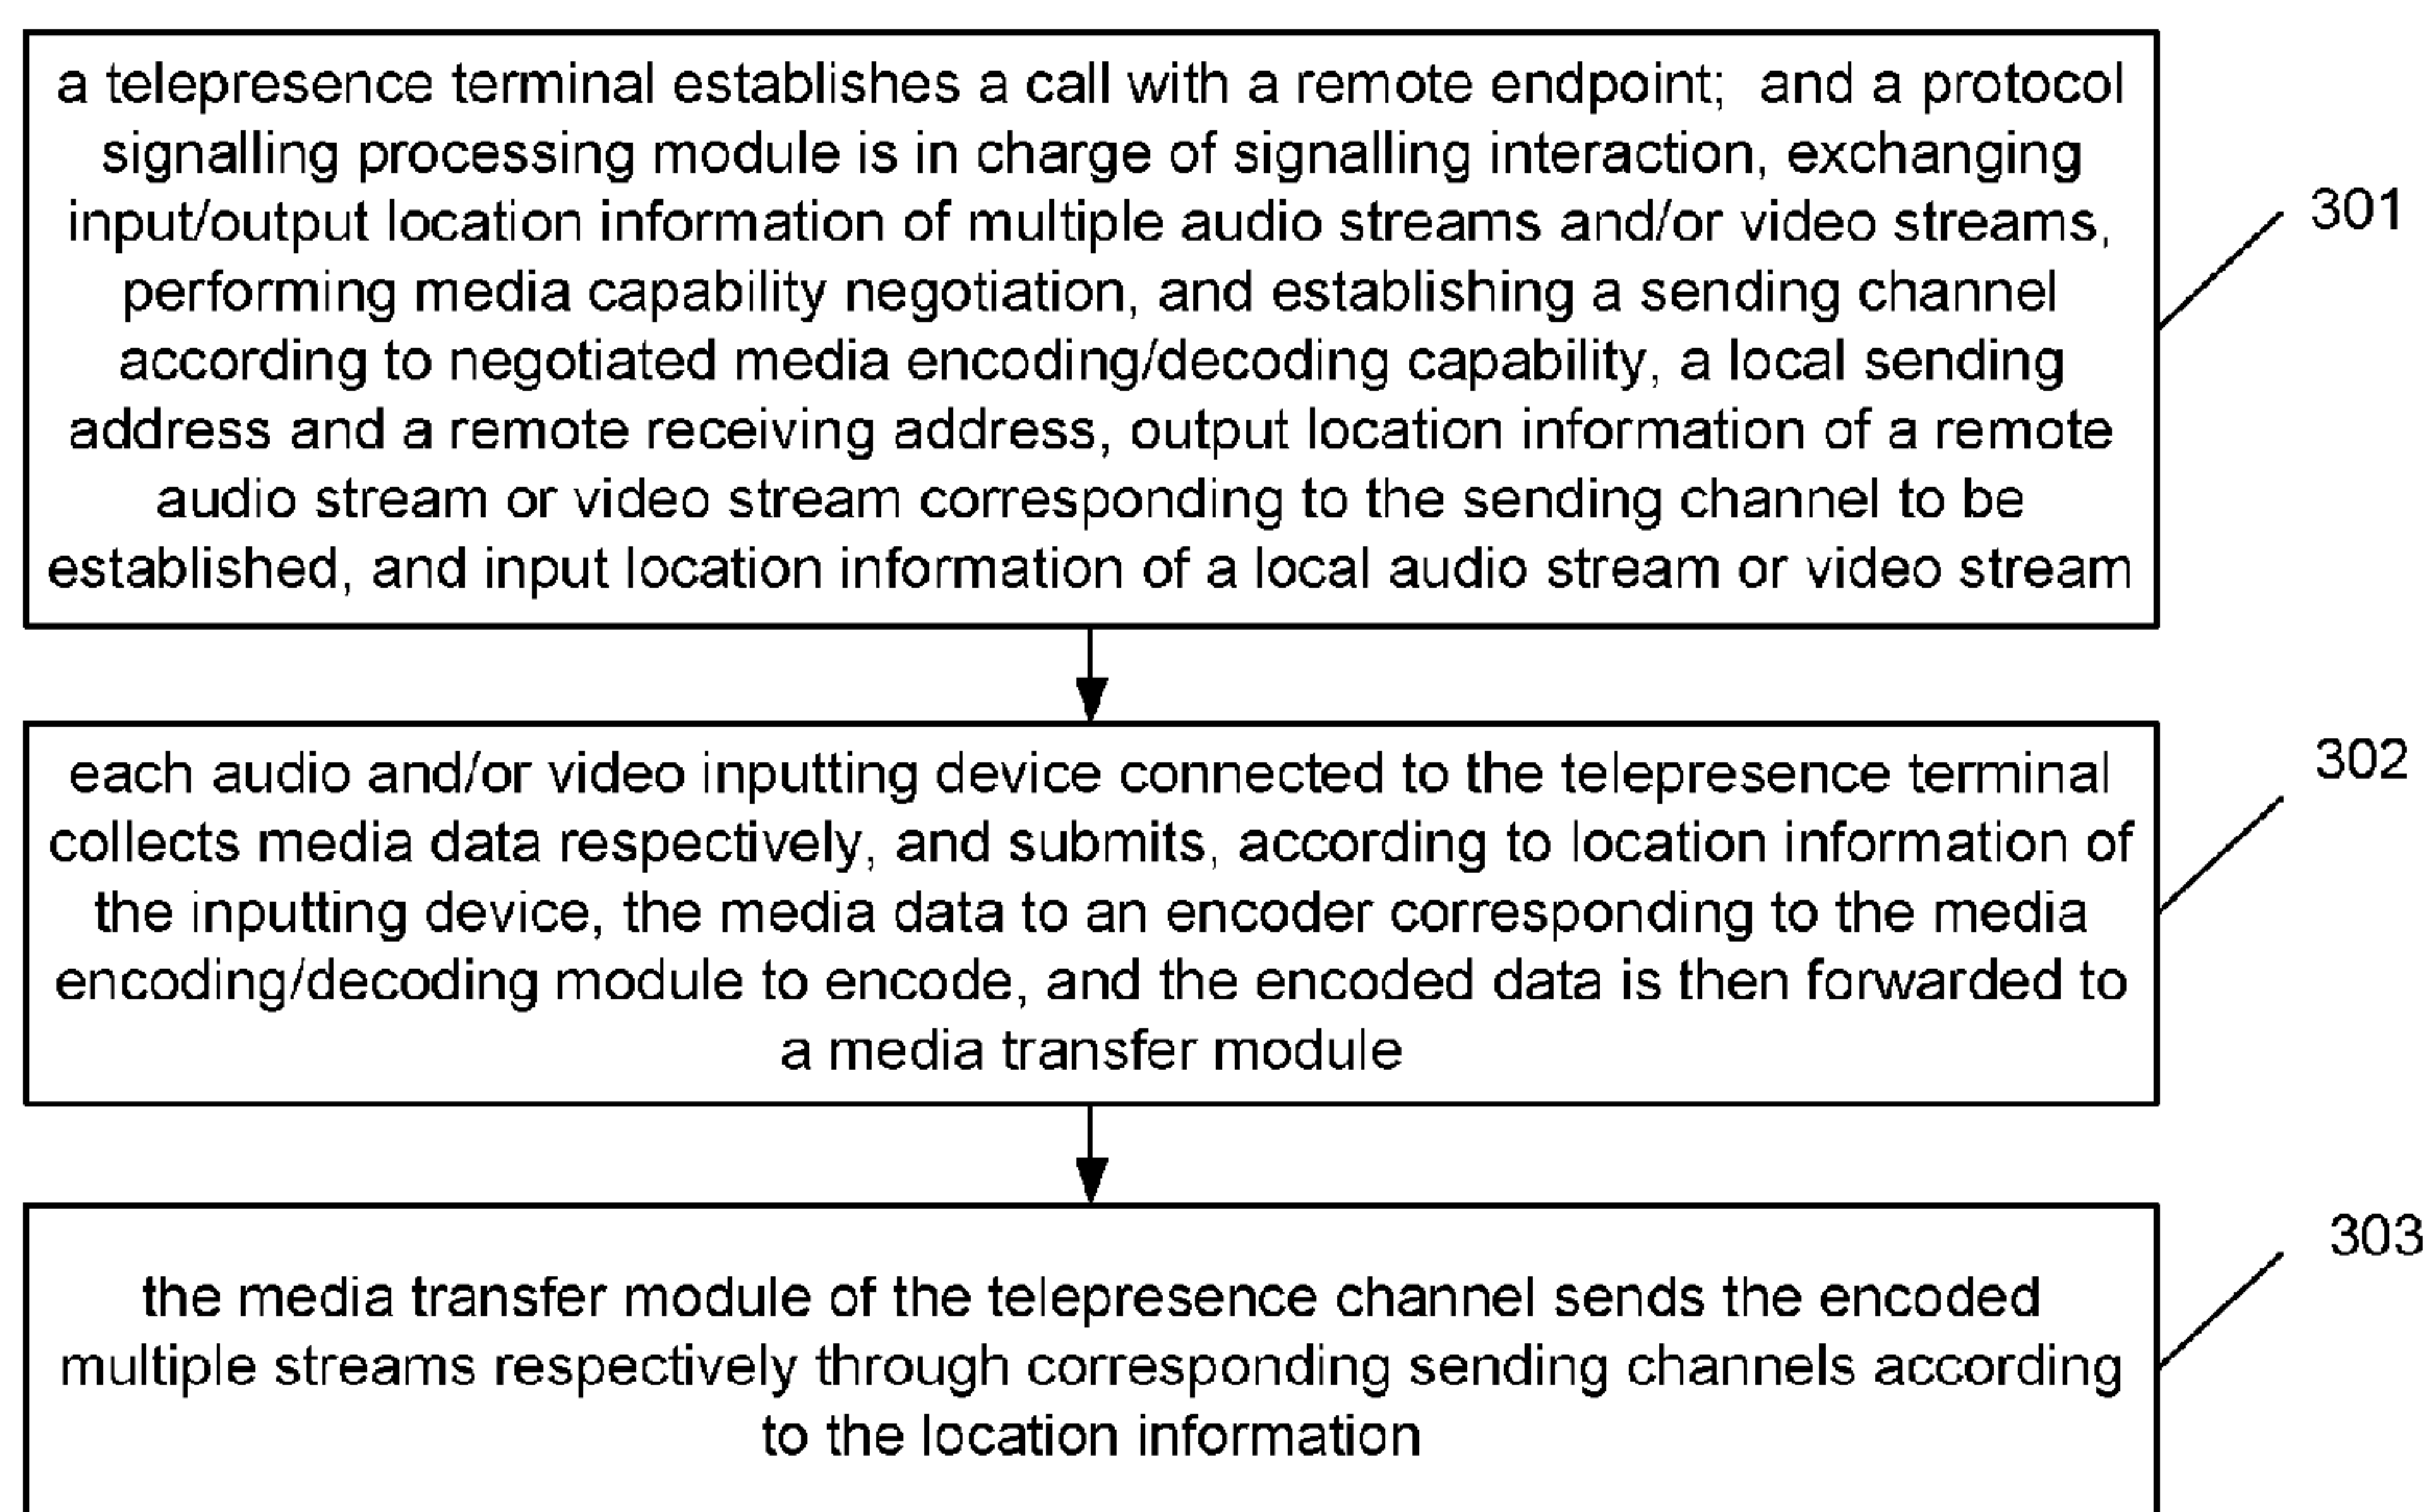 a telepresence terminal establishes a call with a remote endpoint;  and a protocol
signalling processing module is in charge of signalling interaction, exchanging
input/output location information of multiple audio streams and/or video streams,
performing media capability negotiation, and establishing a sending channel
according to negotiated media encoding/decoding capability, a local sending
address and a remote receiving address, output location information of a remote
audio stream or video stream corresponding to the sending channel to be
established, and input location information of a local audio stream or video stream
301
each audio and/or video inputting device connected to the telepresence terminal
collects media data respectively, and submits, according to location information of
the inputting device, the media data to an encoder corresponding to the media
encoding/decoding module to encode, and the encoded data is then forwarded to
a media transfer module
302
the media transfer module of the telepresence channel sends the encoded
multiple streams respectively through corresponding sending channels according
to the location information
303